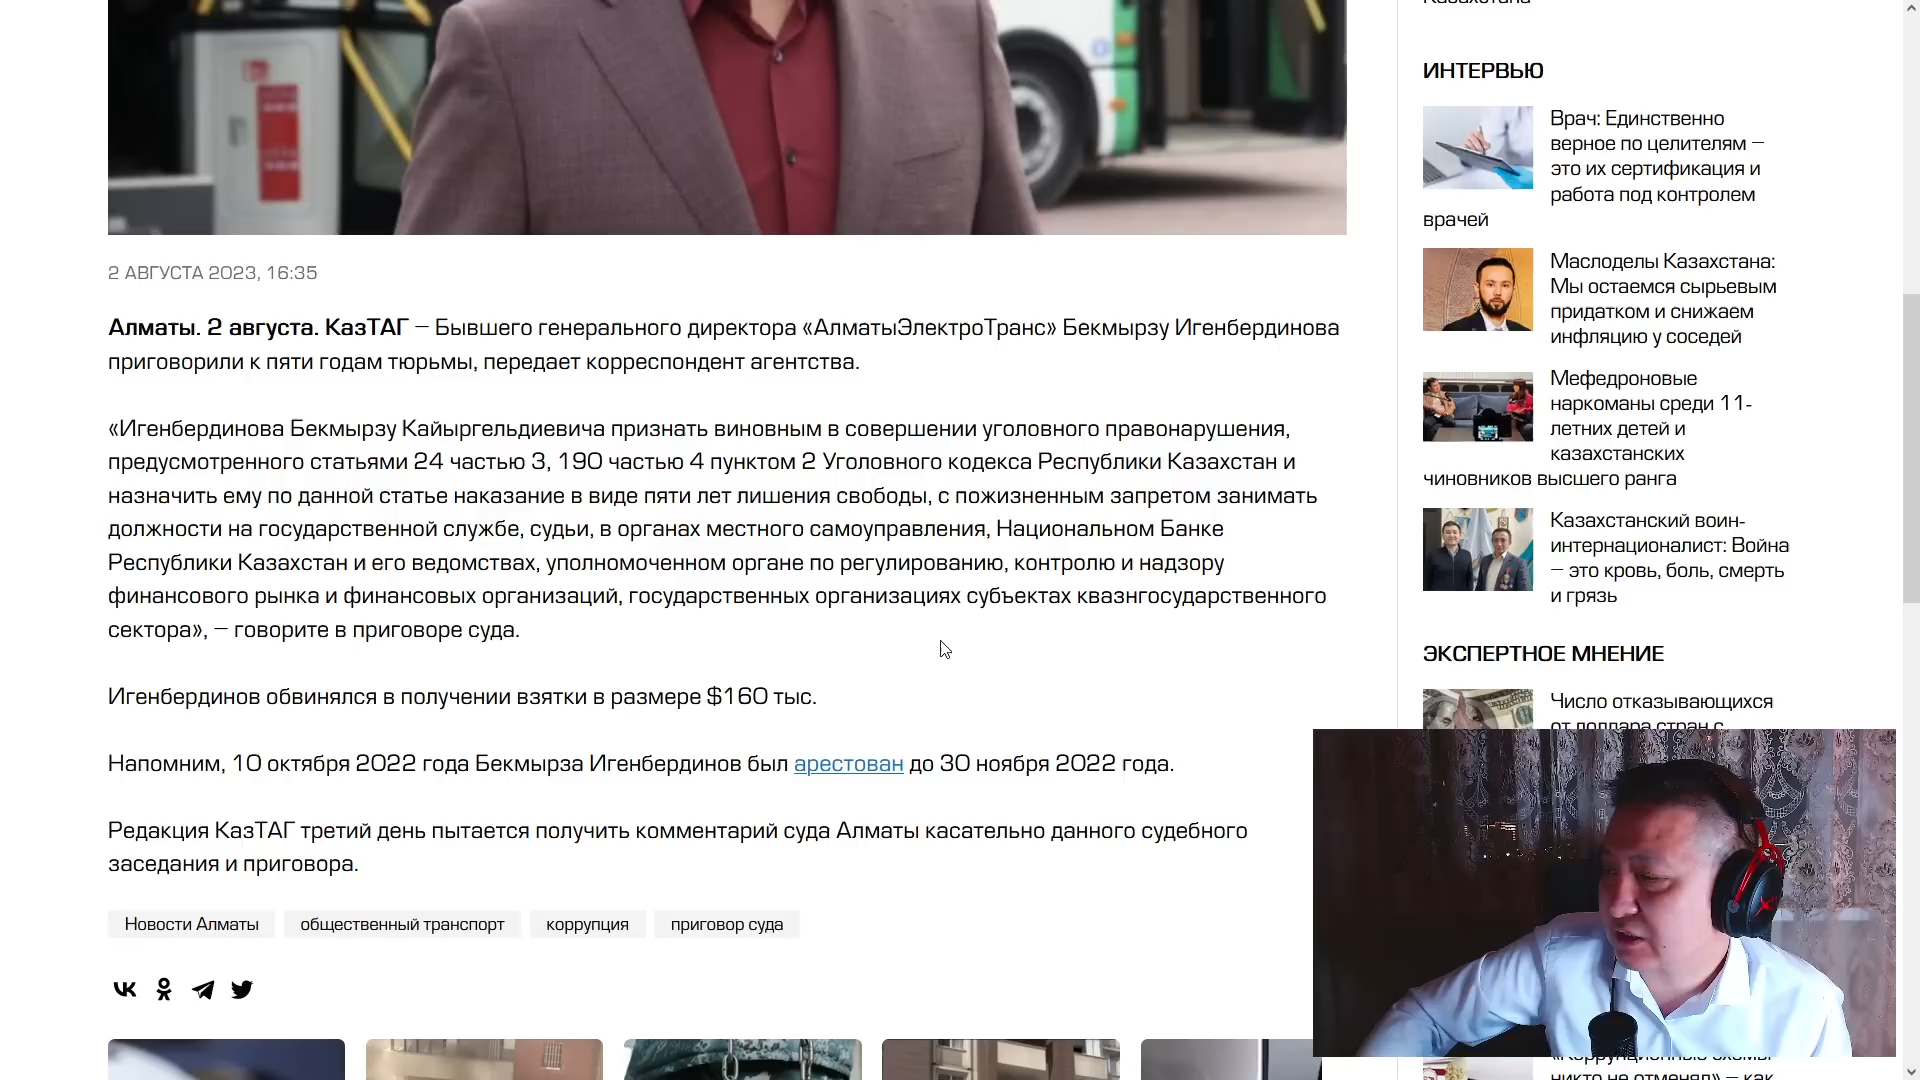 2 АВГУСТА 2023, 16:35
Алматы. 2 августа. КазТАГ – Бывшего генерального директора «АлматыЭлектроТранс» Бекмырзу Игенбердинова
приговорили к пяти годам тюрьмы, передает корреспондент агентства.
«Игенбердинова Бекмырзу Кайыргельдиевича признать виновным в совершении уголовного правонарушения,
предусмотренного статьями 24 частью 3, 190 частью 4 пунктом 2 Уголовного кодекса Республики Казахстан и
назначить ему по данной статье наказание в виде пяти лет лишения свободы, с пожизненным запретом занимать
должности на государственной службе, судьи, в органах местного самоуправления, Национальном Банке
Республики Казахстан и его ведомствах, уполномоченном органе по регулированию, контролю и надзору
финансового рынка и финансовых организаций, государственных организациях субъектах квазнгосударственного
сектора», – говорите в приговоре суда.
Игенбердинов обвинялся в получении взятки в размере $160 тыс.
Напомним, 10 октября 2022 года Бекмырза Игенбердинов был арестован до 30 ноября 2022 года.
Редакция КазТАГ третий день пытается получить комментарий суда Алматы касательно данного судебного
заседания и приговора.
Новости Алматы общественный транспорт коррупция приговор суда
ИНТЕРВЬЮ
Врач: Единственно
верное по целителям –
это их сертификация и
работа под контролем
врачей
Маслоделы Казахстана:
Мы остаемся сырьевым
придатком и снижаем
инфляцию у соседей
Мефедроновые
наркоманы среди 11-
летних детей и
казахстанских
чиновников высшего ранга
Казахстанский воин-
интернационалист: Война
– это кровь, боль, смерть
и грязь
ЭКСПЕРТНОЕ МНЕНИЕ
Число отказывающихся
от доллара стран с
никто не отменял» – как